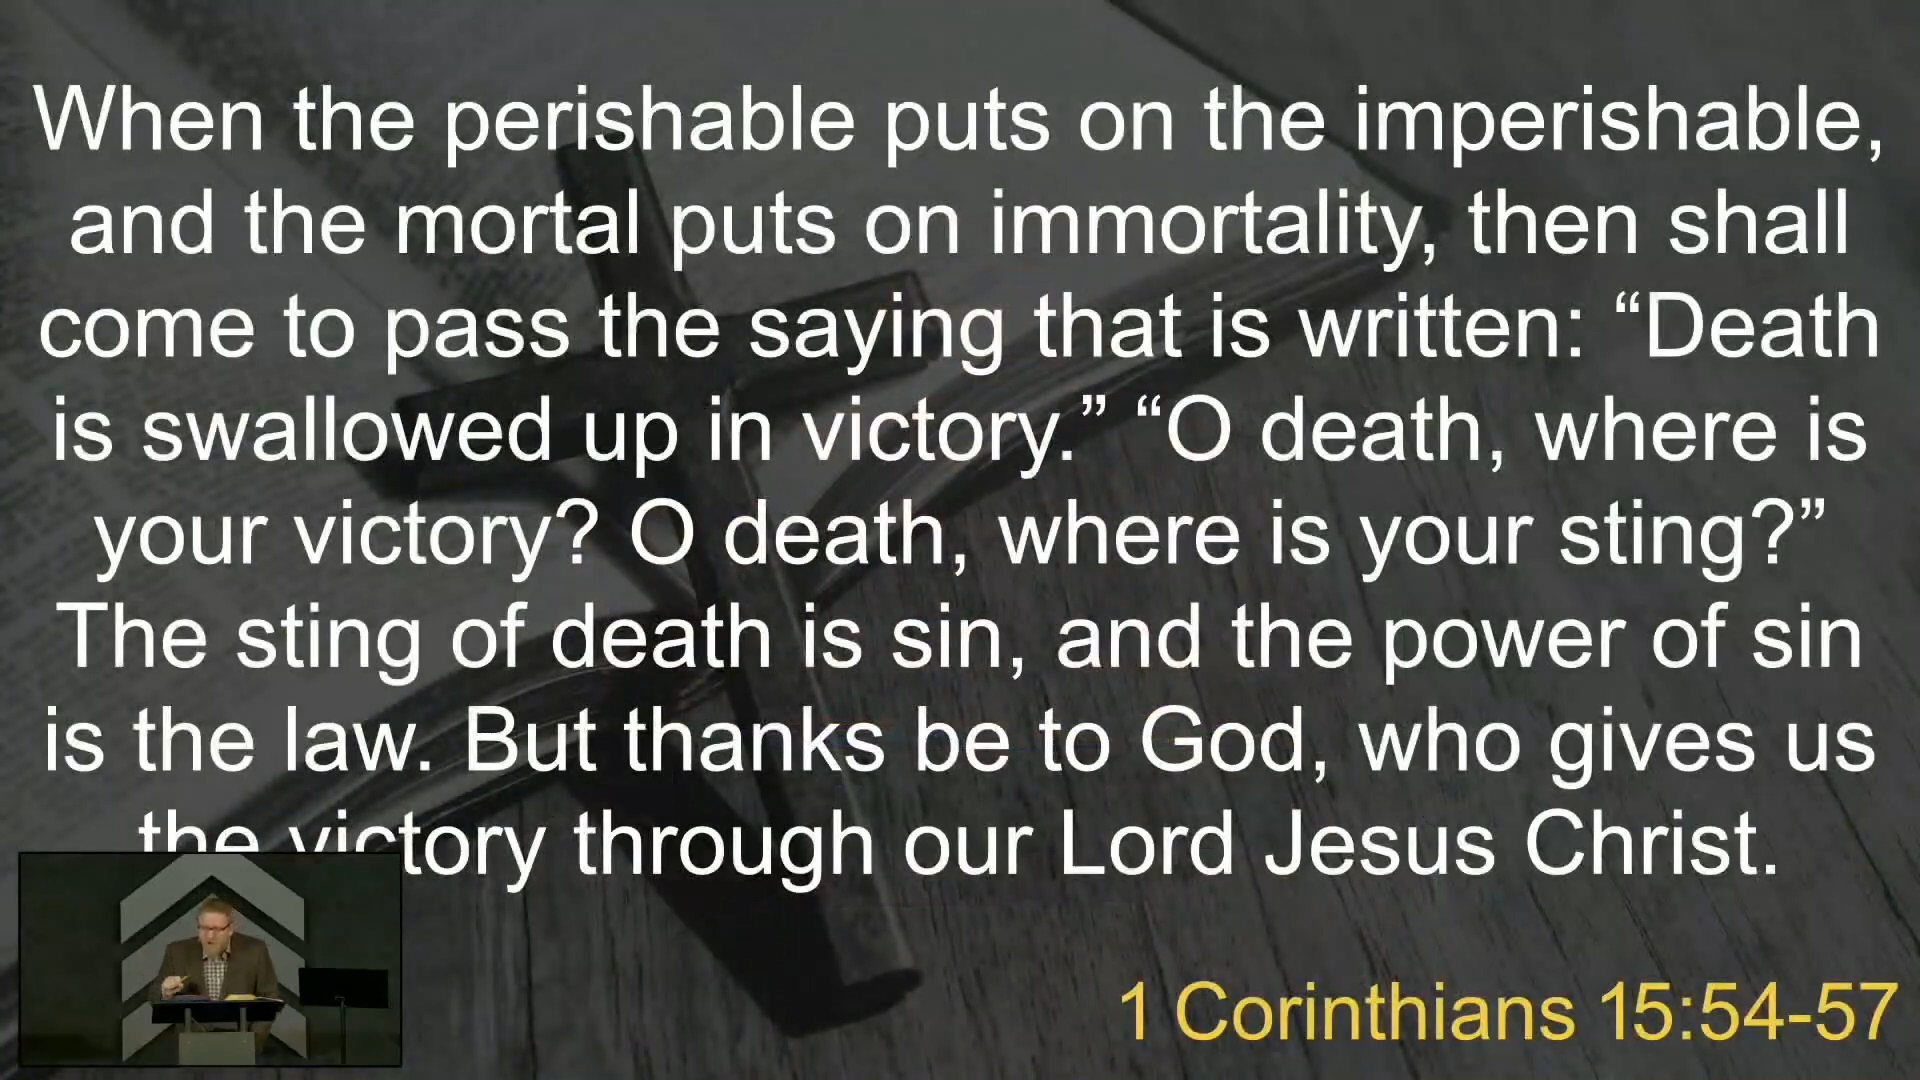 When the perishable puts on the imperishable,
and the mortal puts on immortality, then shall
come to pass the saying that is written: “Death
is swallowed up in victory.” “O death, where is
your victory? O death, where is your sting?”
The sting of death is sin, and the power of sin
is the law. But thanks be to God, who gives us
the victory through our Lord Jesus Christ.
1 Corinthians 15:54-57